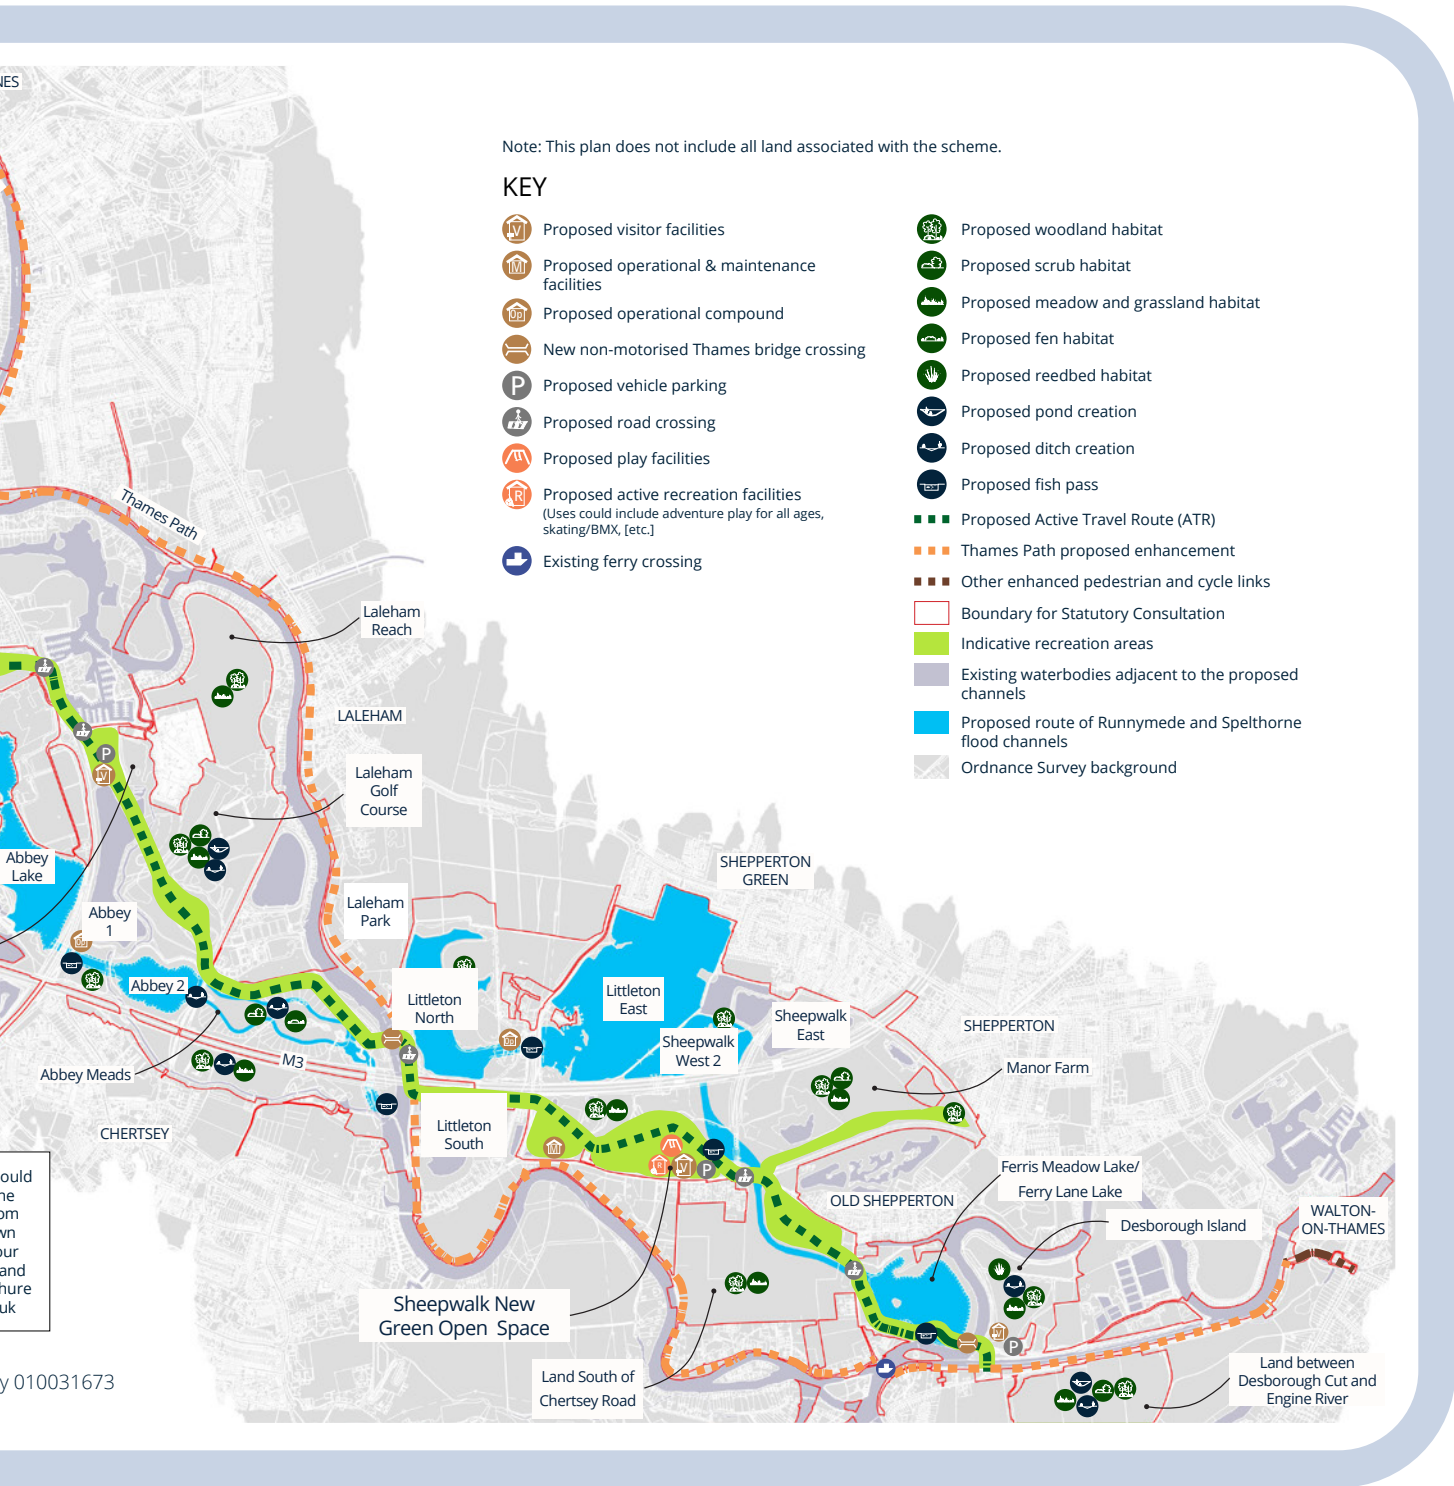 NES
Note: This plan does not include all land associated with the scheme.
KEY
Proposed visitor facilities
Proposed operational & maintenance
facilities
Proposed operational compound
New non-motorised Thames bridge crossing
Proposed vehicle parking
Proposed road crossing
Proposed play facilities
Proposed active recreation facilities
(Uses could include adventure play for all ages,
skating/BMX, [etc.]
Existing ferry crossing
Proposed woodland habitat
Proposed scrub habitat
Proposed meadow and grassland habitat
Proposed fen habitat
Proposed reedbed habitat
Proposed pond creation
Proposed ditch creation
Proposed fish pass
Proposed Active Travel Route (ATR)
Thames Path proposed enhancement
Other enhanced pedestrian and cycle links
Boundary for Statutory Consultation
Indicative recreation areas
Existing waterbodies adjacent to the proposed
channels
Proposed route of Runnymede and Spelthorne
flood channels
Ordnance Survey background
Thames Path
Laleham
Reach
LALEHAM
Laleham
Golf
Course
Abbey
Lake
Abbey
1
Laleham
Park
Abbey 2
Littleton
North
Littleton
East
SHEPPERTON
GREEN
Sheepwalk
West 2
Sheepwalk
East
SHEPPERTON
Manor Farm
Abbey Meads
M3
CHERTSEY
Littleton
South
OLD SHEPPERTON
Ferris Meadow Lake/
Ferry Lane Lake
Desborough Island
WALTON-
ON-THAMES
Sheepwalk New
Green Open Space
Land South of
Chertsey Road
Land between
Desborough Cut and
Engine River
ould
ne
om
wn
our
and
hure
uk
y 010031673